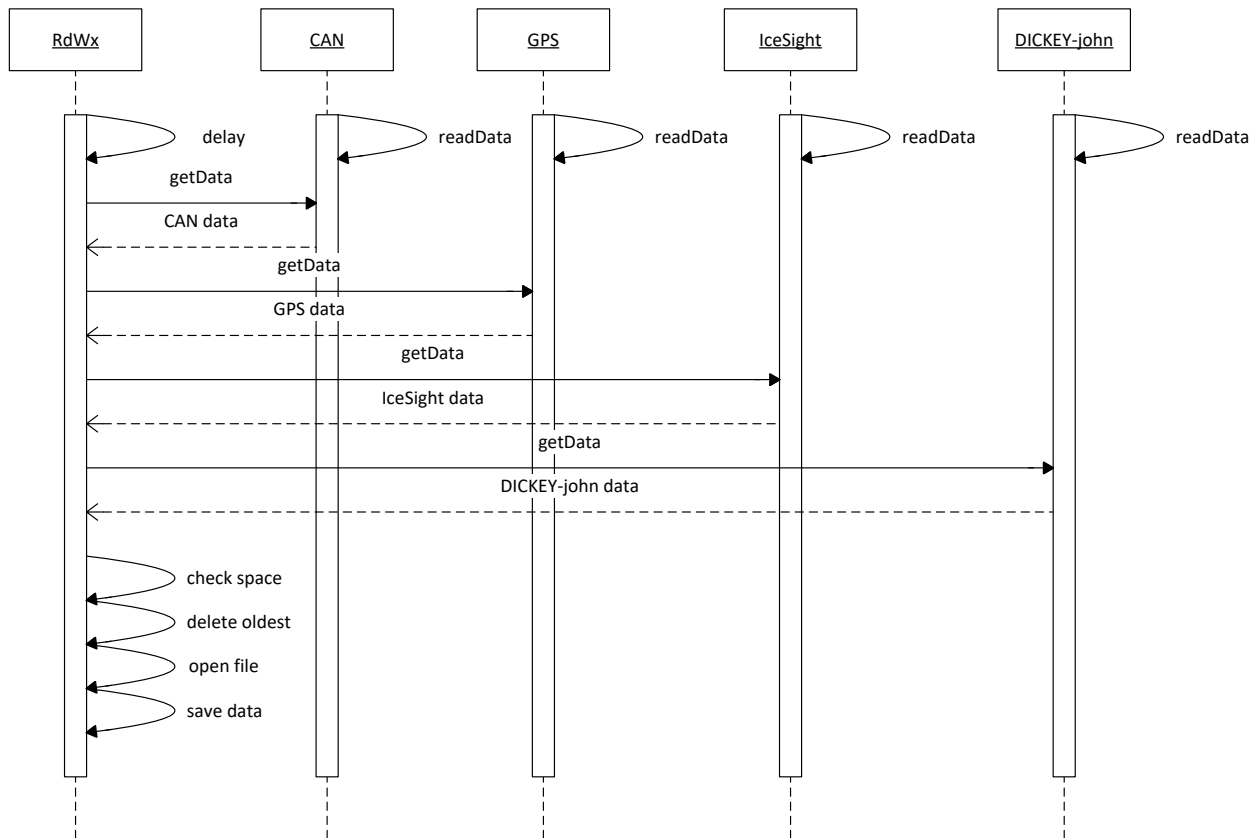 RdWx
CAN
GPS
IceSight
DICKEY-john
delay
readData
readData
readData
readData
getData
CAN data
getData
GPS data
getData
IceSight data
getData
DICKEY-john data
check space
delete oldest
open file
save data